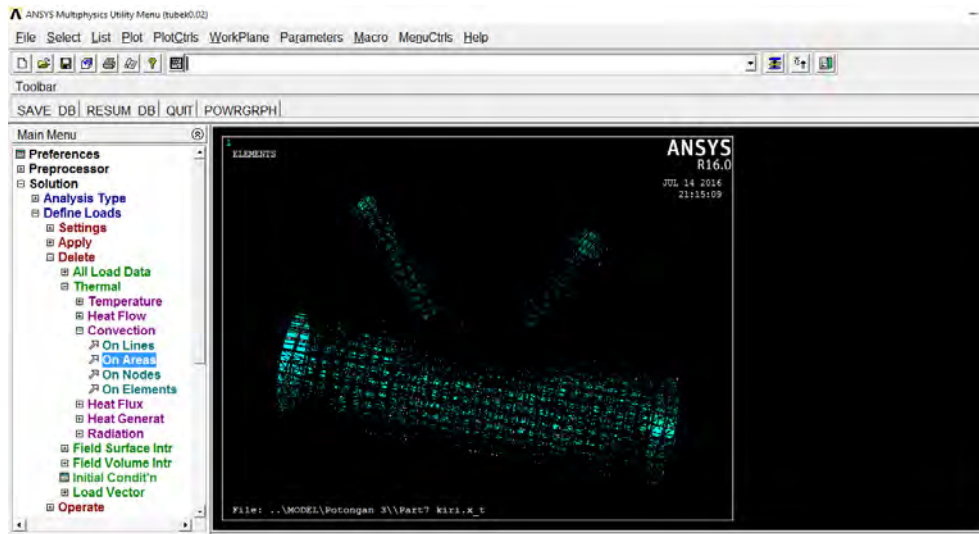 ANSYS Multiphysics Utility Menu (tubek0.02)
File Select List Plot PlotCtrls WorkPlane Parameters Macro MenuCtrls Help
Toolbar
SAVE_DB RESUM_DB QUIT POWRGRPH
Main Menu
Preferences
Preprocessor
Solution
Analysis Type
Define Loads
Settings
Apply
Delete
All Load Data
Thermal
Temperature
Heat Flow
Convection
On Lines
On Areas
On Nodes
On Elements
Heat Flux
Heat Generat
Radiation
Field Surface Intr
Field Volume Intr
Initial Condit'n
Load Vector
Operate
1
ELEMENTS
ANSYS
R16.0
JUL 14 2016
21:15:09
File: ..\MODEL\Potongan 3\\Part7 kiri.x_t